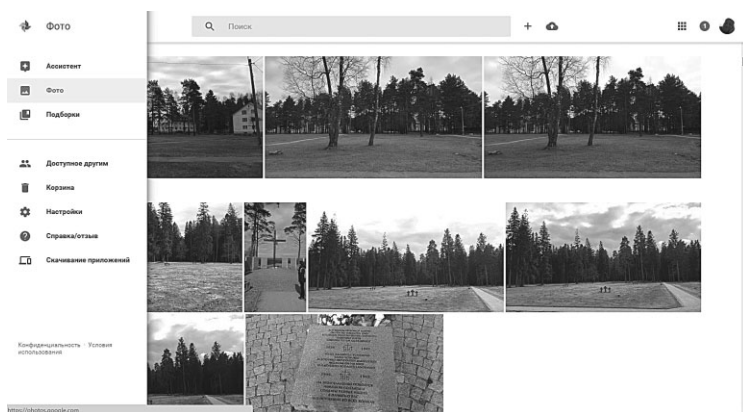 Фото
Поиск
1
Ассистент
Фото
Подборки
Доступное другим
Корзина
Настройки
Справка/отзыв
Скачивание приложений
Конфиденциальность · Условия
использования
https://photos.google.com